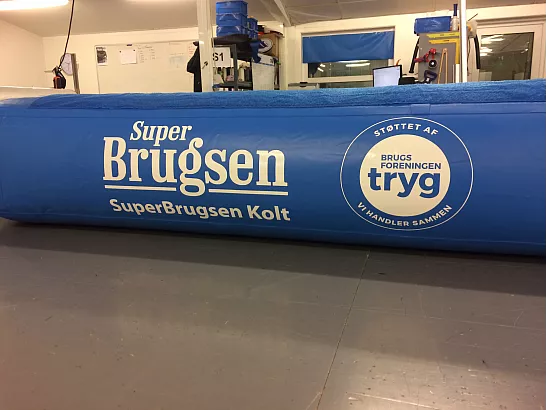 S1
Super
Brugsen
SuperBrugsen Kolt
STØTTET AF
BRUGS
FORENINGEN
tryg
VI HANDLER SAMMEN